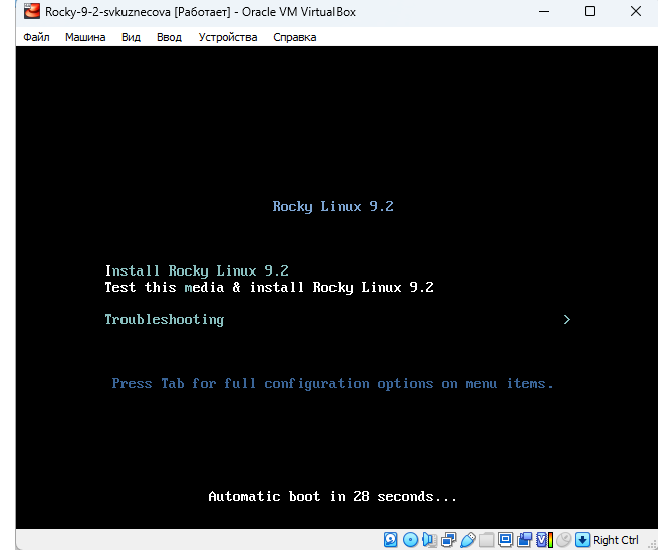 Rocky-9-2-svkuznecova [Работает] - Oracle VM VirtualBox
Файл Машина Вид Ввод Устройства Справка
Rocky Linux 9.2
Install Rocky Linux 9.2
Test this media & install Rocky Linux 9.2
Troubleshooting >
Press Tab for full configuration options on menu items.
Automatic boot in 28 seconds...
Right Ctrl